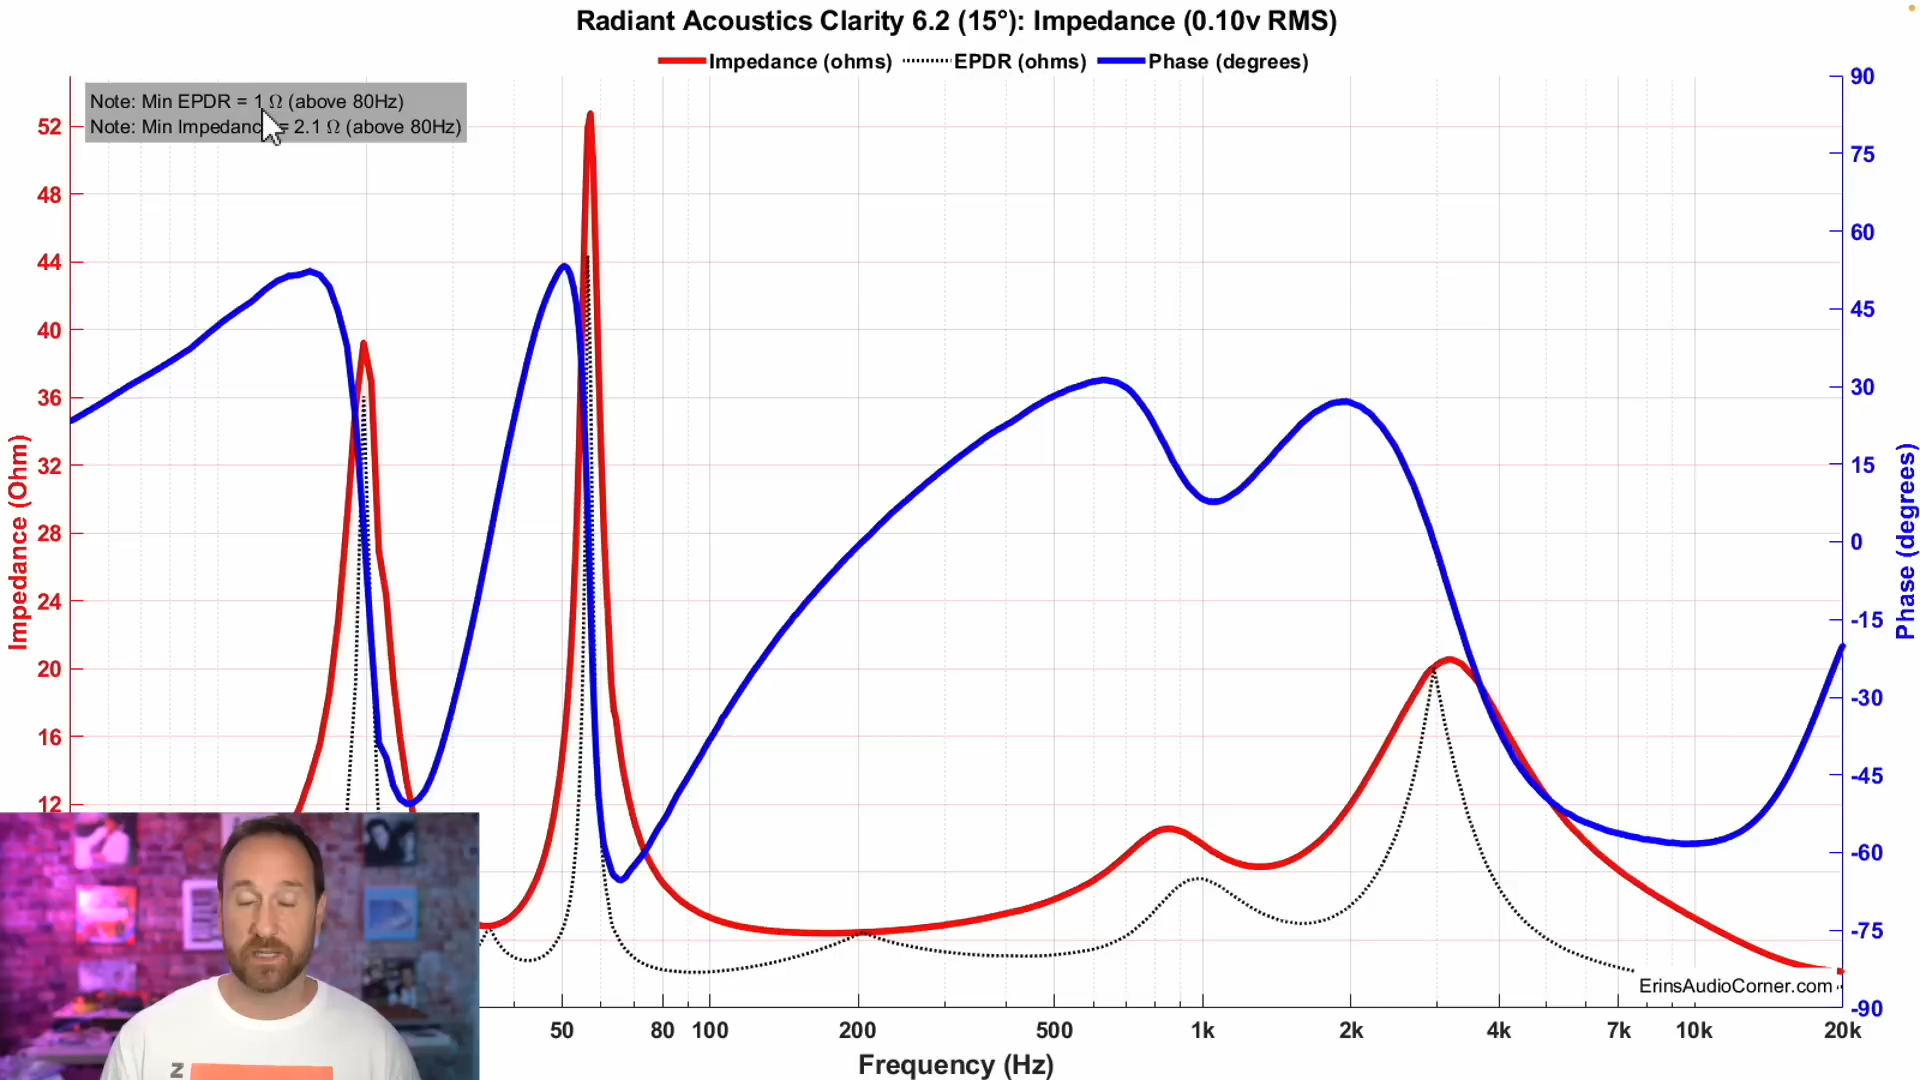 Radiant Acoustics Clarity 6.2 (15°): Impedance (0.10v RMS)
Impedance (ohms) EPDR (ohms) Phase (degrees)
Note: Min EPDR = 1 Ω (above 80Hz)
Note: Min Impedanc = 2.1 Ω (above 80Hz)
52
48
44
40
36
32
28
24
20
16
12
Impedance (Ohm)
90
75
60
45
30
15
0
-15
-30
-45
-60
-75
-90
Phase (degrees)
ErinsAudioCorner.com
50 80 100 200 500 1k 2k 4k 7k 10k 20k
Frequency (Hz)
N